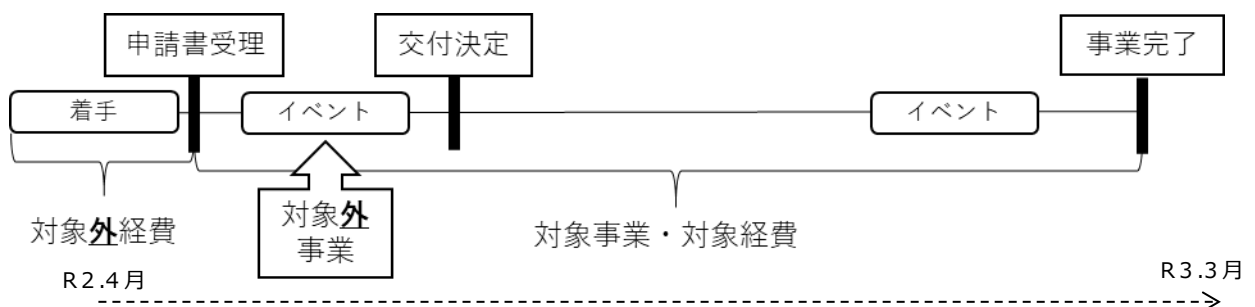 申請書受理
交付決定
事業完了
着手
イベント
イベント
対象外経費
対象外
事業
対象事業・対象経費
R2.4月
R3.3月